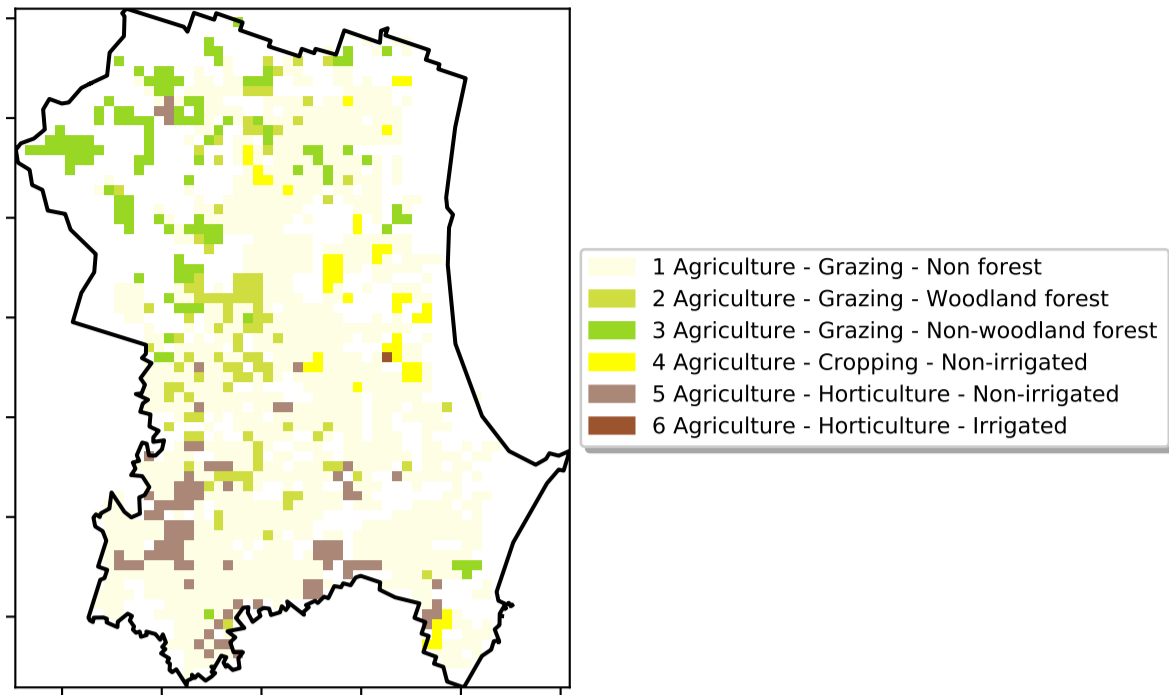 1 Agriculture - Grazing - Non forest
2 Agriculture - Grazing - Woodland forest
3 Agriculture - Grazing - Non-woodland forest
4 Agriculture - Cropping - Non-irrigated
5 Agriculture - Horticulture - Non-irrigated
6 Agriculture - Horticulture - Irrigated